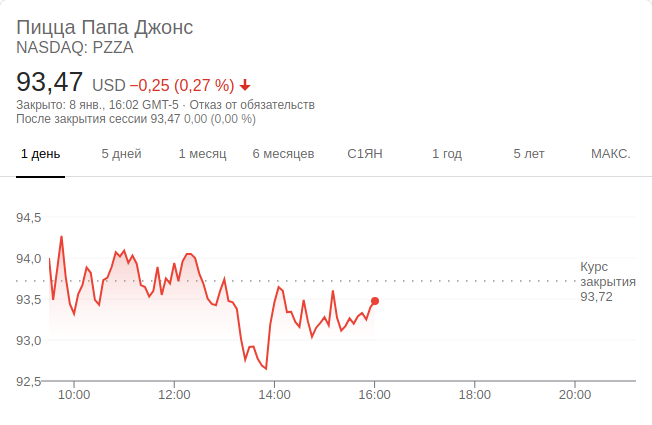 Пицца Папа Джонс
NASDAQ: PZZA
93,47 USD −0,25 (0,27 %)
Закрыто: 8 янв., 16:02 GMT-5 · Отказ от обязательств
После закрытия сессии 93,47 0,00 (0,00 %)
1 день 5 дней 1 месяц 6 месяцев С1ЯН 1 год 5 лет МАКС.
94,5
94,0
93,5
93,0
92,5
Курс
закрытия
93,72
10:00 12:00 14:00 16:00 18:00 20:00